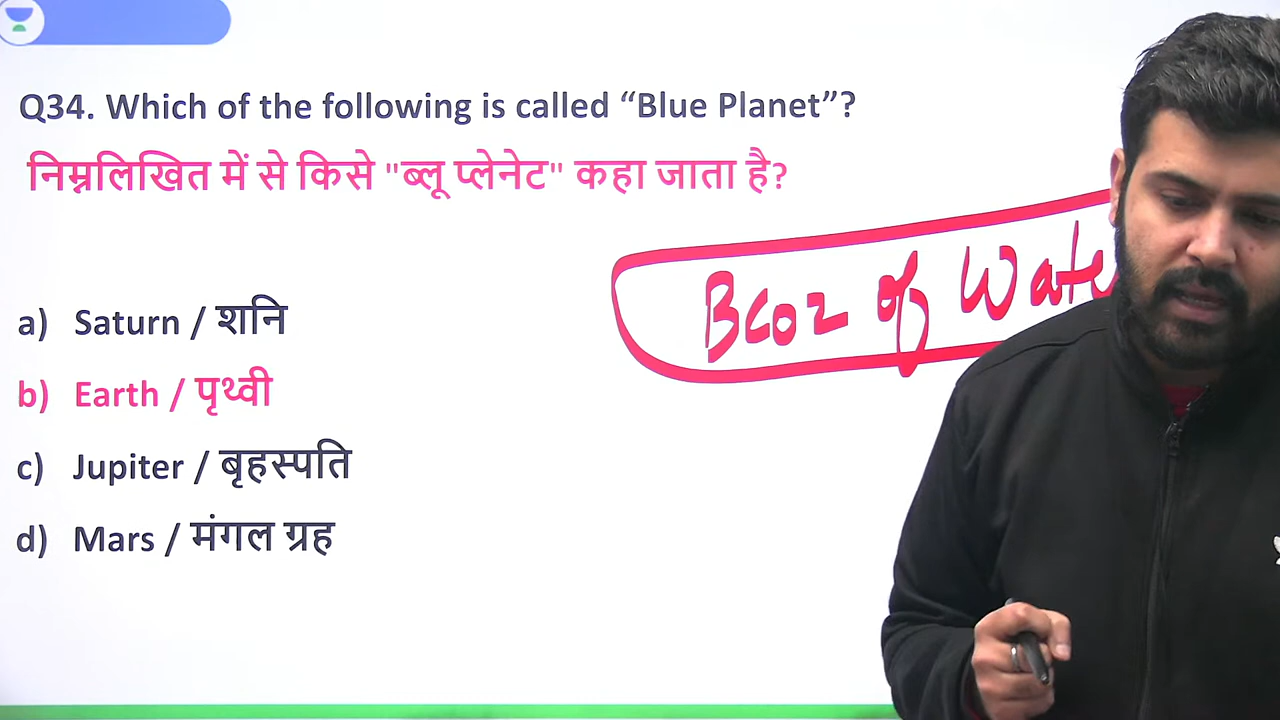 Q34. Which of the following is called “Blue Planet”?
निम्नलिखित में से किसे "ब्लू प्लेनेट" कहा जाता है?
Bcoz of Wate
a) Saturn / शनि
b) Earth / पृथ्वी
c) Jupiter / बृहस्पति
d) Mars / मंगल ग्रह